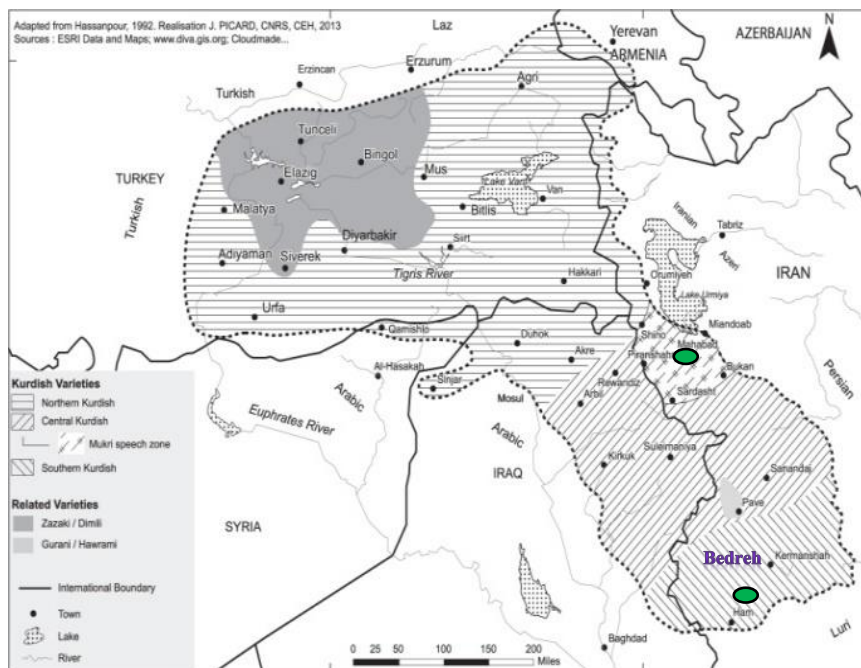 Adapted from Hassanpour, 1992. Realisation J. PICARD, CNRS, CEH, 2013
Sources : ESRI Data and Maps; www.diva.gis.org; Cloudmade...
Laz
Yerevan
ARMENIA
AZERBAIJAN
N
Erzincan
Erzurum
Turkish
Agri
Tunceli
Bingol
Elazig
Mus
Lake Van
Van
TURKEY
Turkish
Malatya
Bitlis
Iranian
Tabriz
Azeri
Diyarbakir
Siirt
Adiyaman
Siverek
Tigris River
Hakkari
IRAN
Orumiyeh
Lake Urmiya
Urfa
Qamishlo
Duhok
Shino
Miandoab
Mahabad
Akre
Piranshahr
Al-Hasakah
Arabic
Sinjar
Rawandiz
Bukan
Persian
Mosul
Arbil
Sardasht
Euphrates River
Arabic
Kirkuk
Suleimaniya
IRAQ
Sanandaj
Pave
SYRIA
Bedreh
Kermanshah
Ham
Luri
Baghdad
Kurdish Varieties
Northern Kurdish
Central Kurdish
Mukri speech zone
Southern Kurdish
Related Varieties
Zazaki / Dimili
Gurani / Hawrami
International Boundary
Town
Lake
River
0 25 50 100 150 200
Miles